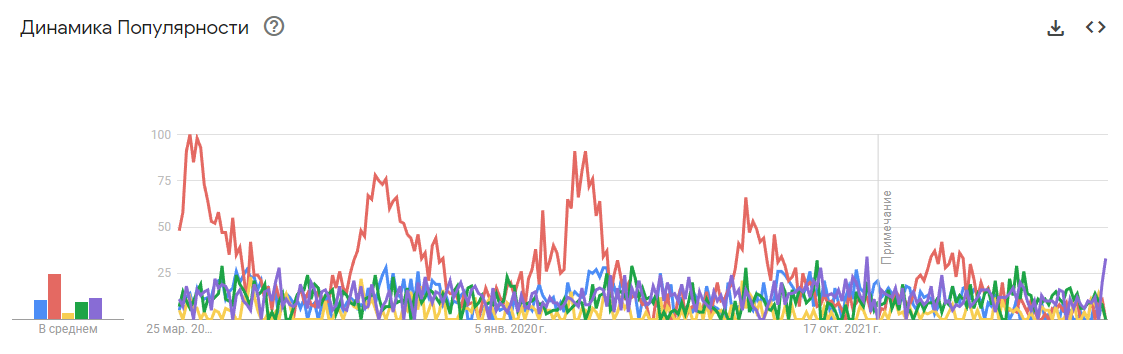 Динамика Популярности
100
75
50
25
Примечание
В среднем
25 мар. 20...
5 янв. 2020 г.
17 окт. 2021 г.